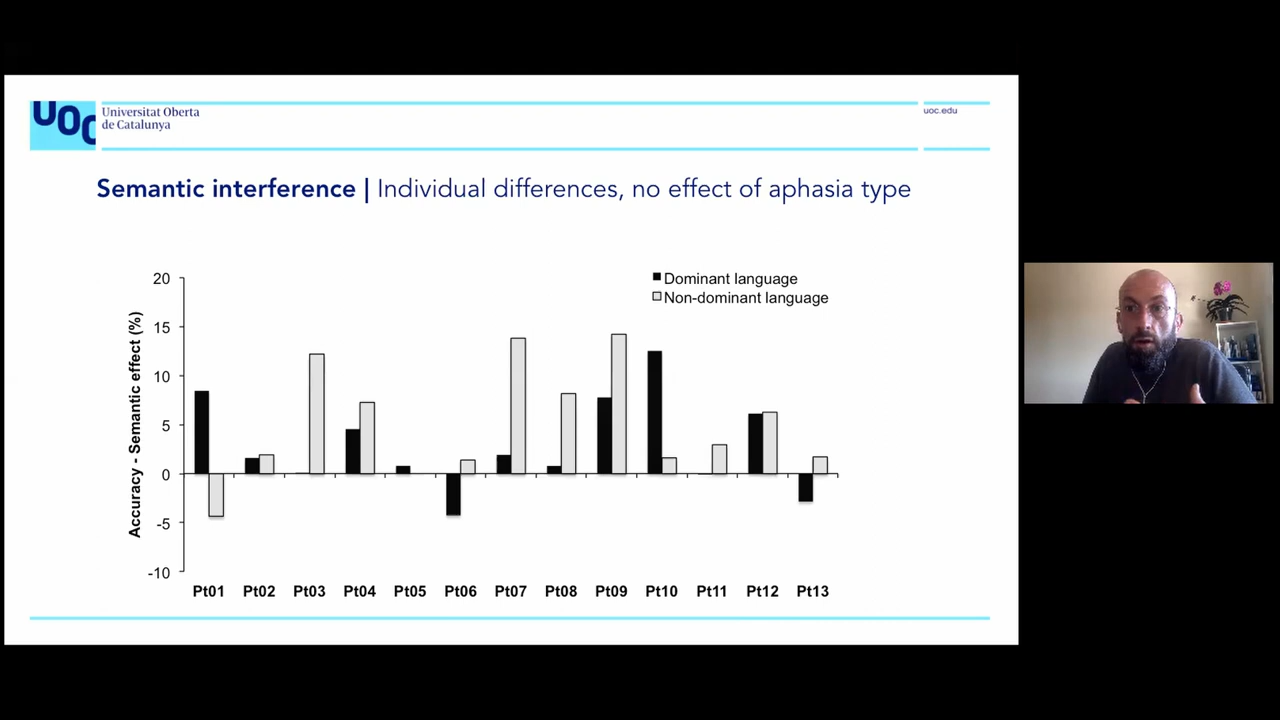 UOC
Universitat Oberta
de Catalunya
uoc.edu
Semantic interference | Individual differences, no effect of aphasia type
Dominant language
Non-dominant language
Accuracy - Semantic effect (%)
20
15
10
5
0
-5
-10
Pt01 Pt02 Pt03 Pt04 Pt05 Pt06 Pt07 Pt08 Pt09 Pt10 Pt11 Pt12 Pt13